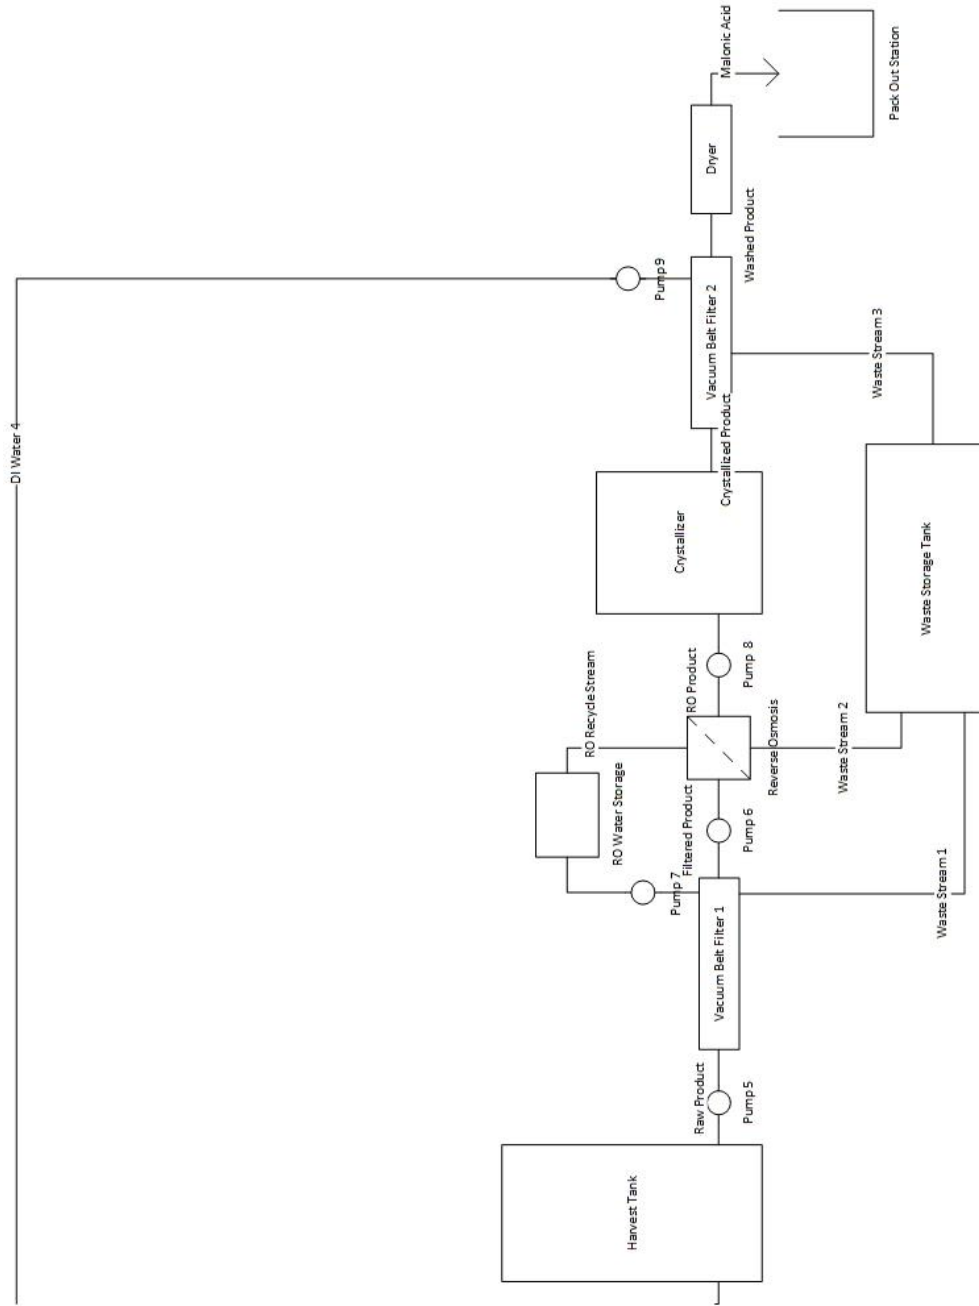 DI Water 4
Harvest Tank
Raw Product
Pump 5
Vacuum Belt Filter 1
Pump 7
Filtered Product
Pump 6
RO Water Storage
RO Recycle Stream
Reverse Osmosis
RO Product
Pump 8
Crystallizer
Crystallized Product
Vacuum Belt Filter 2
Pump 9
Washed Product
Dryer
Malonic Acid
Pack Out Station
Waste Stream 1
Waste Stream 2
Waste Storage Tank
Waste Stream 3